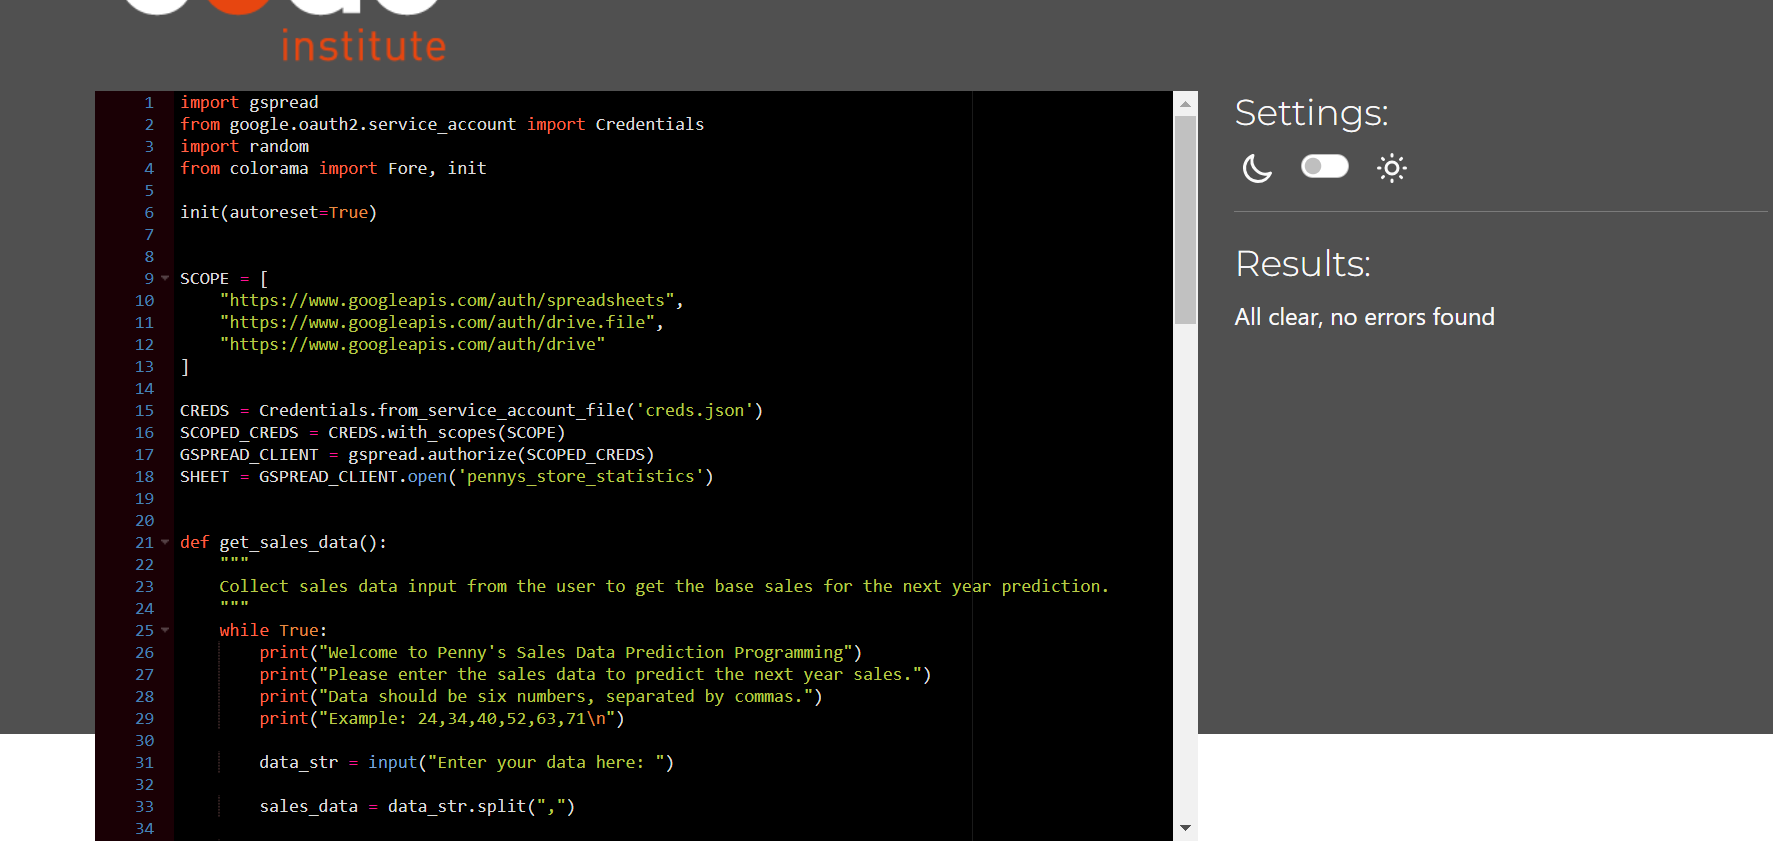 institute
1 import gspread
2 from google.oauth2.service_account import Credentials
3 import random
4 from colorama import Fore, init
5
6 init(autoreset=True)
7
8
9 SCOPE = [
10     "https://www.googleapis.com/auth/spreadsheets",
11     "https://www.googleapis.com/auth/drive.file",
12     "https://www.googleapis.com/auth/drive"
13 ]
14
15 CREDS = Credentials.from_service_account_file('creds.json')
16 SCOPED_CREDS = CREDS.with_scopes(SCOPE)
17 GSPREAD_CLIENT = gspread.authorize(SCOPED_CREDS)
18 SHEET = GSPREAD_CLIENT.open('pennys_store_statistics')
19
20
21 def get_sales_data():
22     """
23     Collect sales data input from the user to get the base sales for the next year prediction.
24     """
25     while True:
26         print("Welcome to Penny's Sales Data Prediction Programming")
27         print("Please enter the sales data to predict the next year sales.")
28         print("Data should be six numbers, separated by commas.")
29         print("Example: 24,34,40,52,63,71\n")
30
31         data_str = input("Enter your data here: ")
32
33         sales_data = data_str.split(",")
34
Settings:
Results:
All clear, no errors found